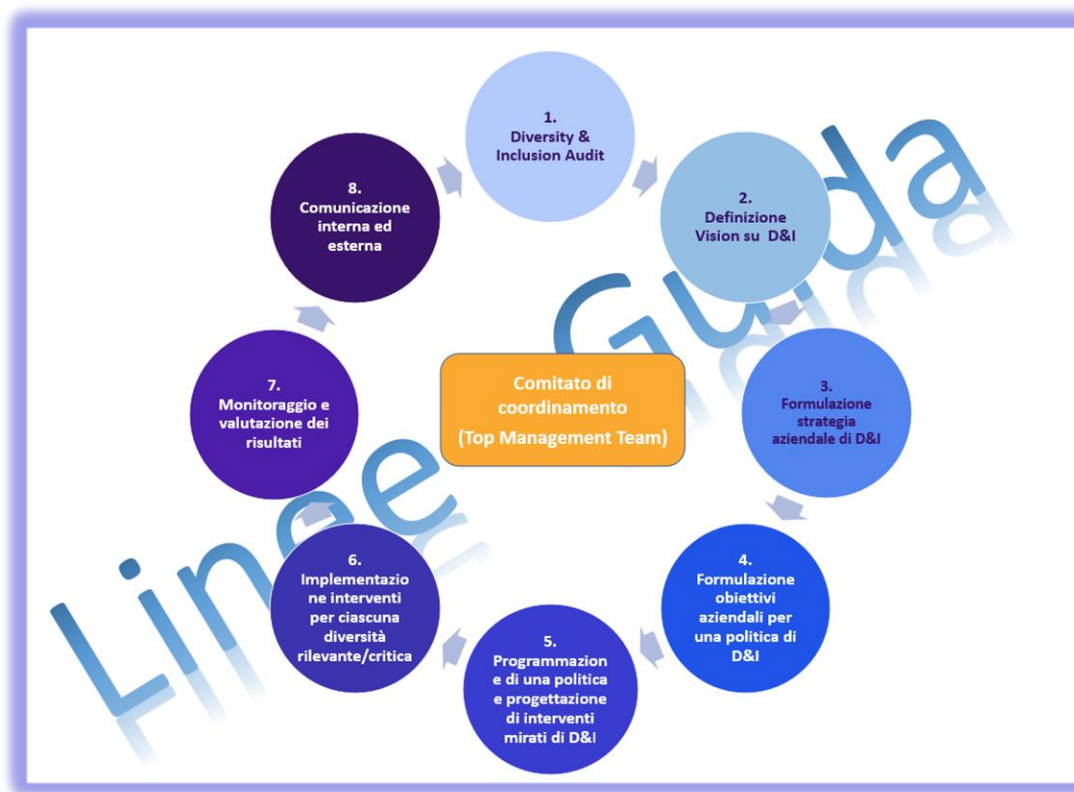 1.
Diversity &
Inclusion Audit
2.
Definizione
Vision su D&I
3.
Formulazione
strategia
aziendale di D&I
4.
Formulazione
obiettivi
aziendali per
una politica di
D&I
5.
Programmazion
e di una politica
e progettazione
di interventi
mirati di D&I
6.
Implementazio
ne interventi
per ciascuna
diversità
rilevante/critica
7.
Monitoraggio e
valutazione dei
risultati
8.
Comunicazione
interna ed
esterna
Comitato di
coordinamento
(Top Management Team)
Linee Guida